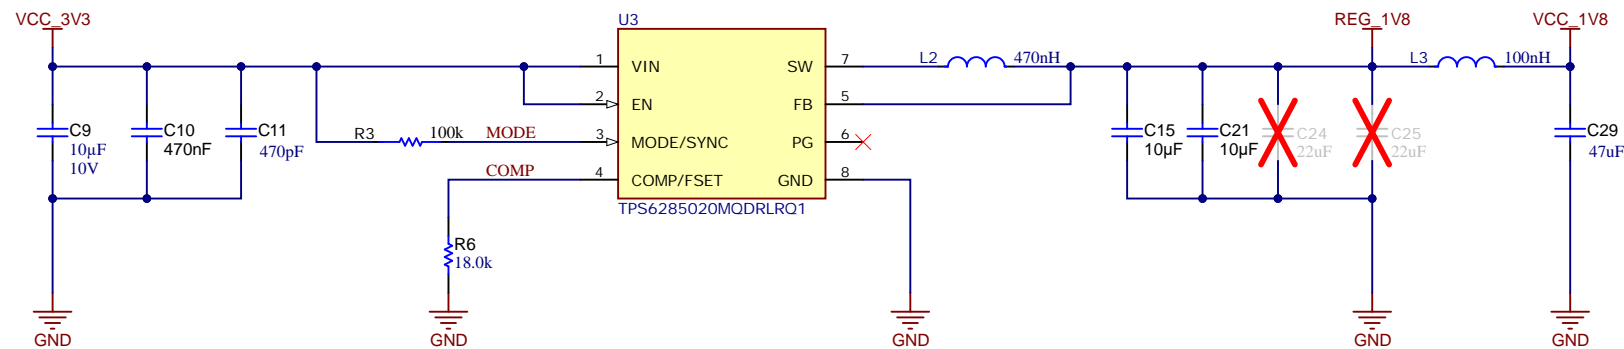 VCC_3V3
U3
REG_1V8
VCC_1V8
1 VIN
SW 7
L2 470nH
L3 100nH
2 EN
FB 5
C9
10µF
10V
C10
470nF
C11
470pF
R3 100k MODE
3 MODE/SYNC
PG 6
C15
10µF
C21
10µF
C24
22uF
C25
22uF
C29
47uF
COMP
4 COMP/FSET
GND 8
TPS6285020MQDRLRQ1
R6
18.0k
GND
GND
GND
GND
GND